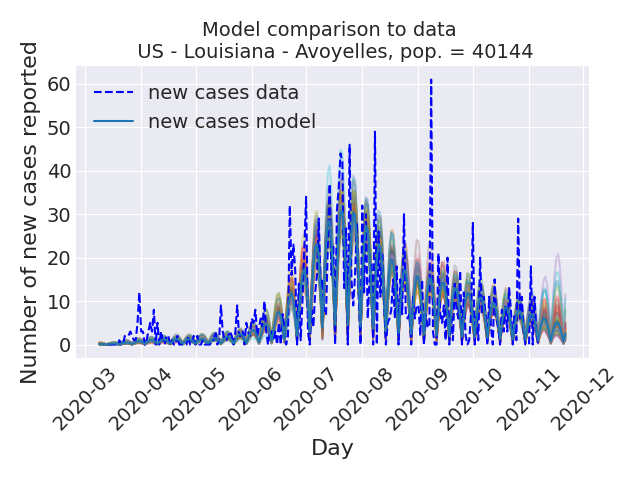 Model comparison to data
US - Louisiana - Avoyelles, pop. = 40144
Number of new cases reported
60
50
40
30
20
10
0
new cases data
new cases model
2020-03
2020-04
2020-05
2020-06
2020-07
2020-08
2020-09
2020-10
2020-11
2020-12
Day